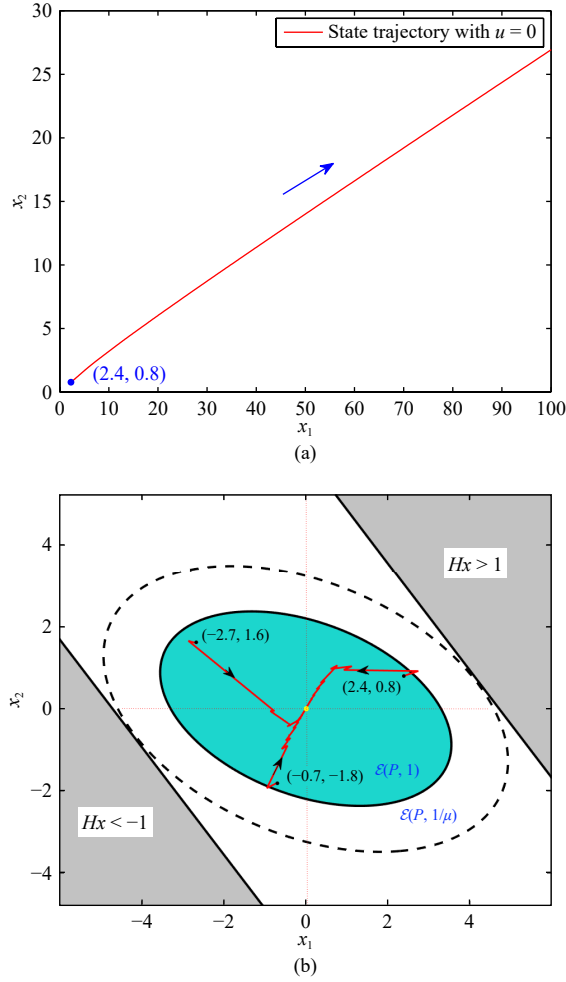 30
25
20
15
10
5
0
x₂
State trajectory with u = 0
(2.4, 0.8)
0 10 20 30 40 50 60 70 80 90 100
x₁
(a)
4
2
0
−2
−4
x₂
Hx > 1
(−2.7, 1.6)
(2.4, 0.8)
(−0.7, −1.8)
ℰ(P, 1)
ℰ(P, 1/μ)
Hx < −1
−4 −2 0 2 4
x₁
(b)